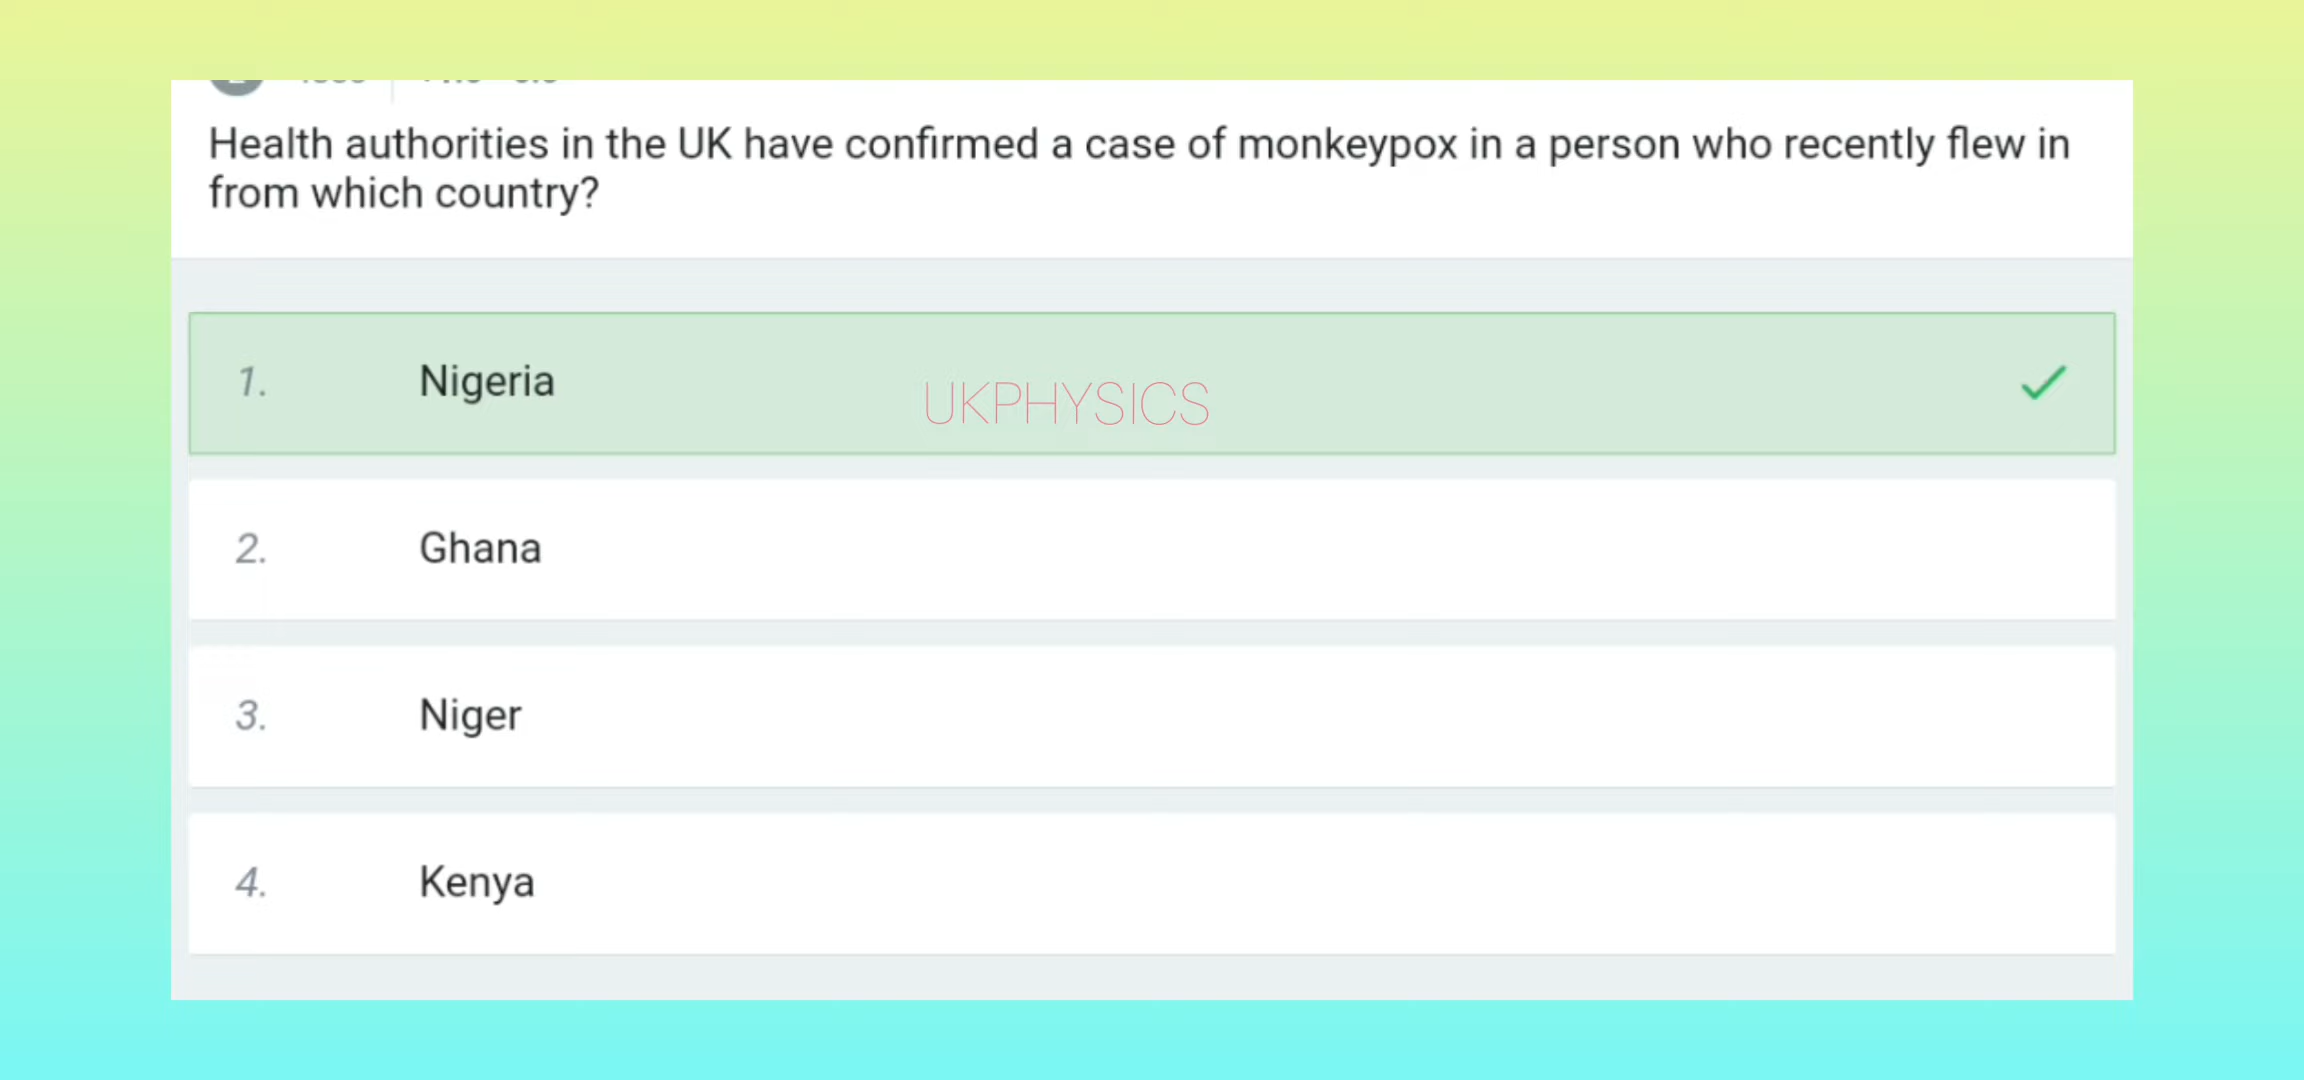 Health authorities in the UK have confirmed a case of monkeypox in a person who recently flew in
from which country?
1. Nigeria
UKPHYSICS
2. Ghana
3. Niger
4. Kenya